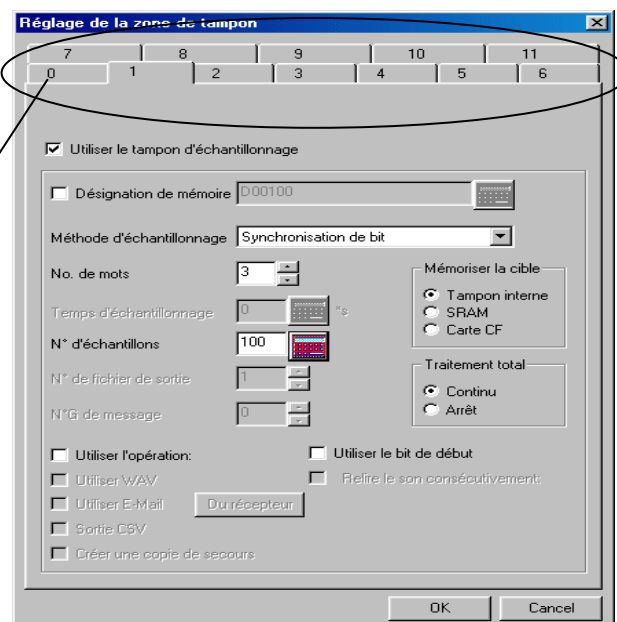 Réglage de la zone de tampon
7 8 9 10 11
0 1 2 3 4 5 6
Utiliser le tampon d'échantillonnage
Désignation de mémoire D00100
Méthode d'échantillonnage Synchronisation de bit
No. de mots 3
Temps d'échantillonnage 0 *s
N° d'échantillons 100
N° de fichier de sortie 1
N°G de message 0
Mémoriser la cible
Tampon interne
SRAM
Carte CF
Traitement total
Continu
Arrêt
Utiliser l'opération:
Utiliser WAV
Utiliser E-Mail Du récepteur
Sortie CSV
Créer une copie de secours
Utiliser le bit de début
Relire le son consécutivement:
OK Cancel